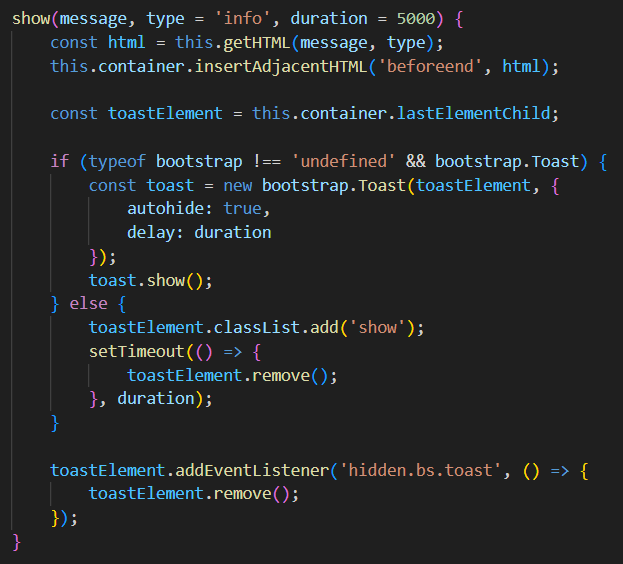 show(message, type = 'info', duration = 5000) {
    const html = this.getHTML(message, type);
    this.container.insertAdjacentHTML('beforeend', html);

    const toastElement = this.container.lastElementChild;

    if (typeof bootstrap !== 'undefined' && bootstrap.Toast) {
        const toast = new bootstrap.Toast(toastElement, {
            autohide: true,
            delay: duration
        });
        toast.show();
    } else {
        toastElement.classList.add('show');
        setTimeout(() => {
            toastElement.remove();
        }, duration);
    }

    toastElement.addEventListener('hidden.bs.toast', () => {
        toastElement.remove();
    });
}